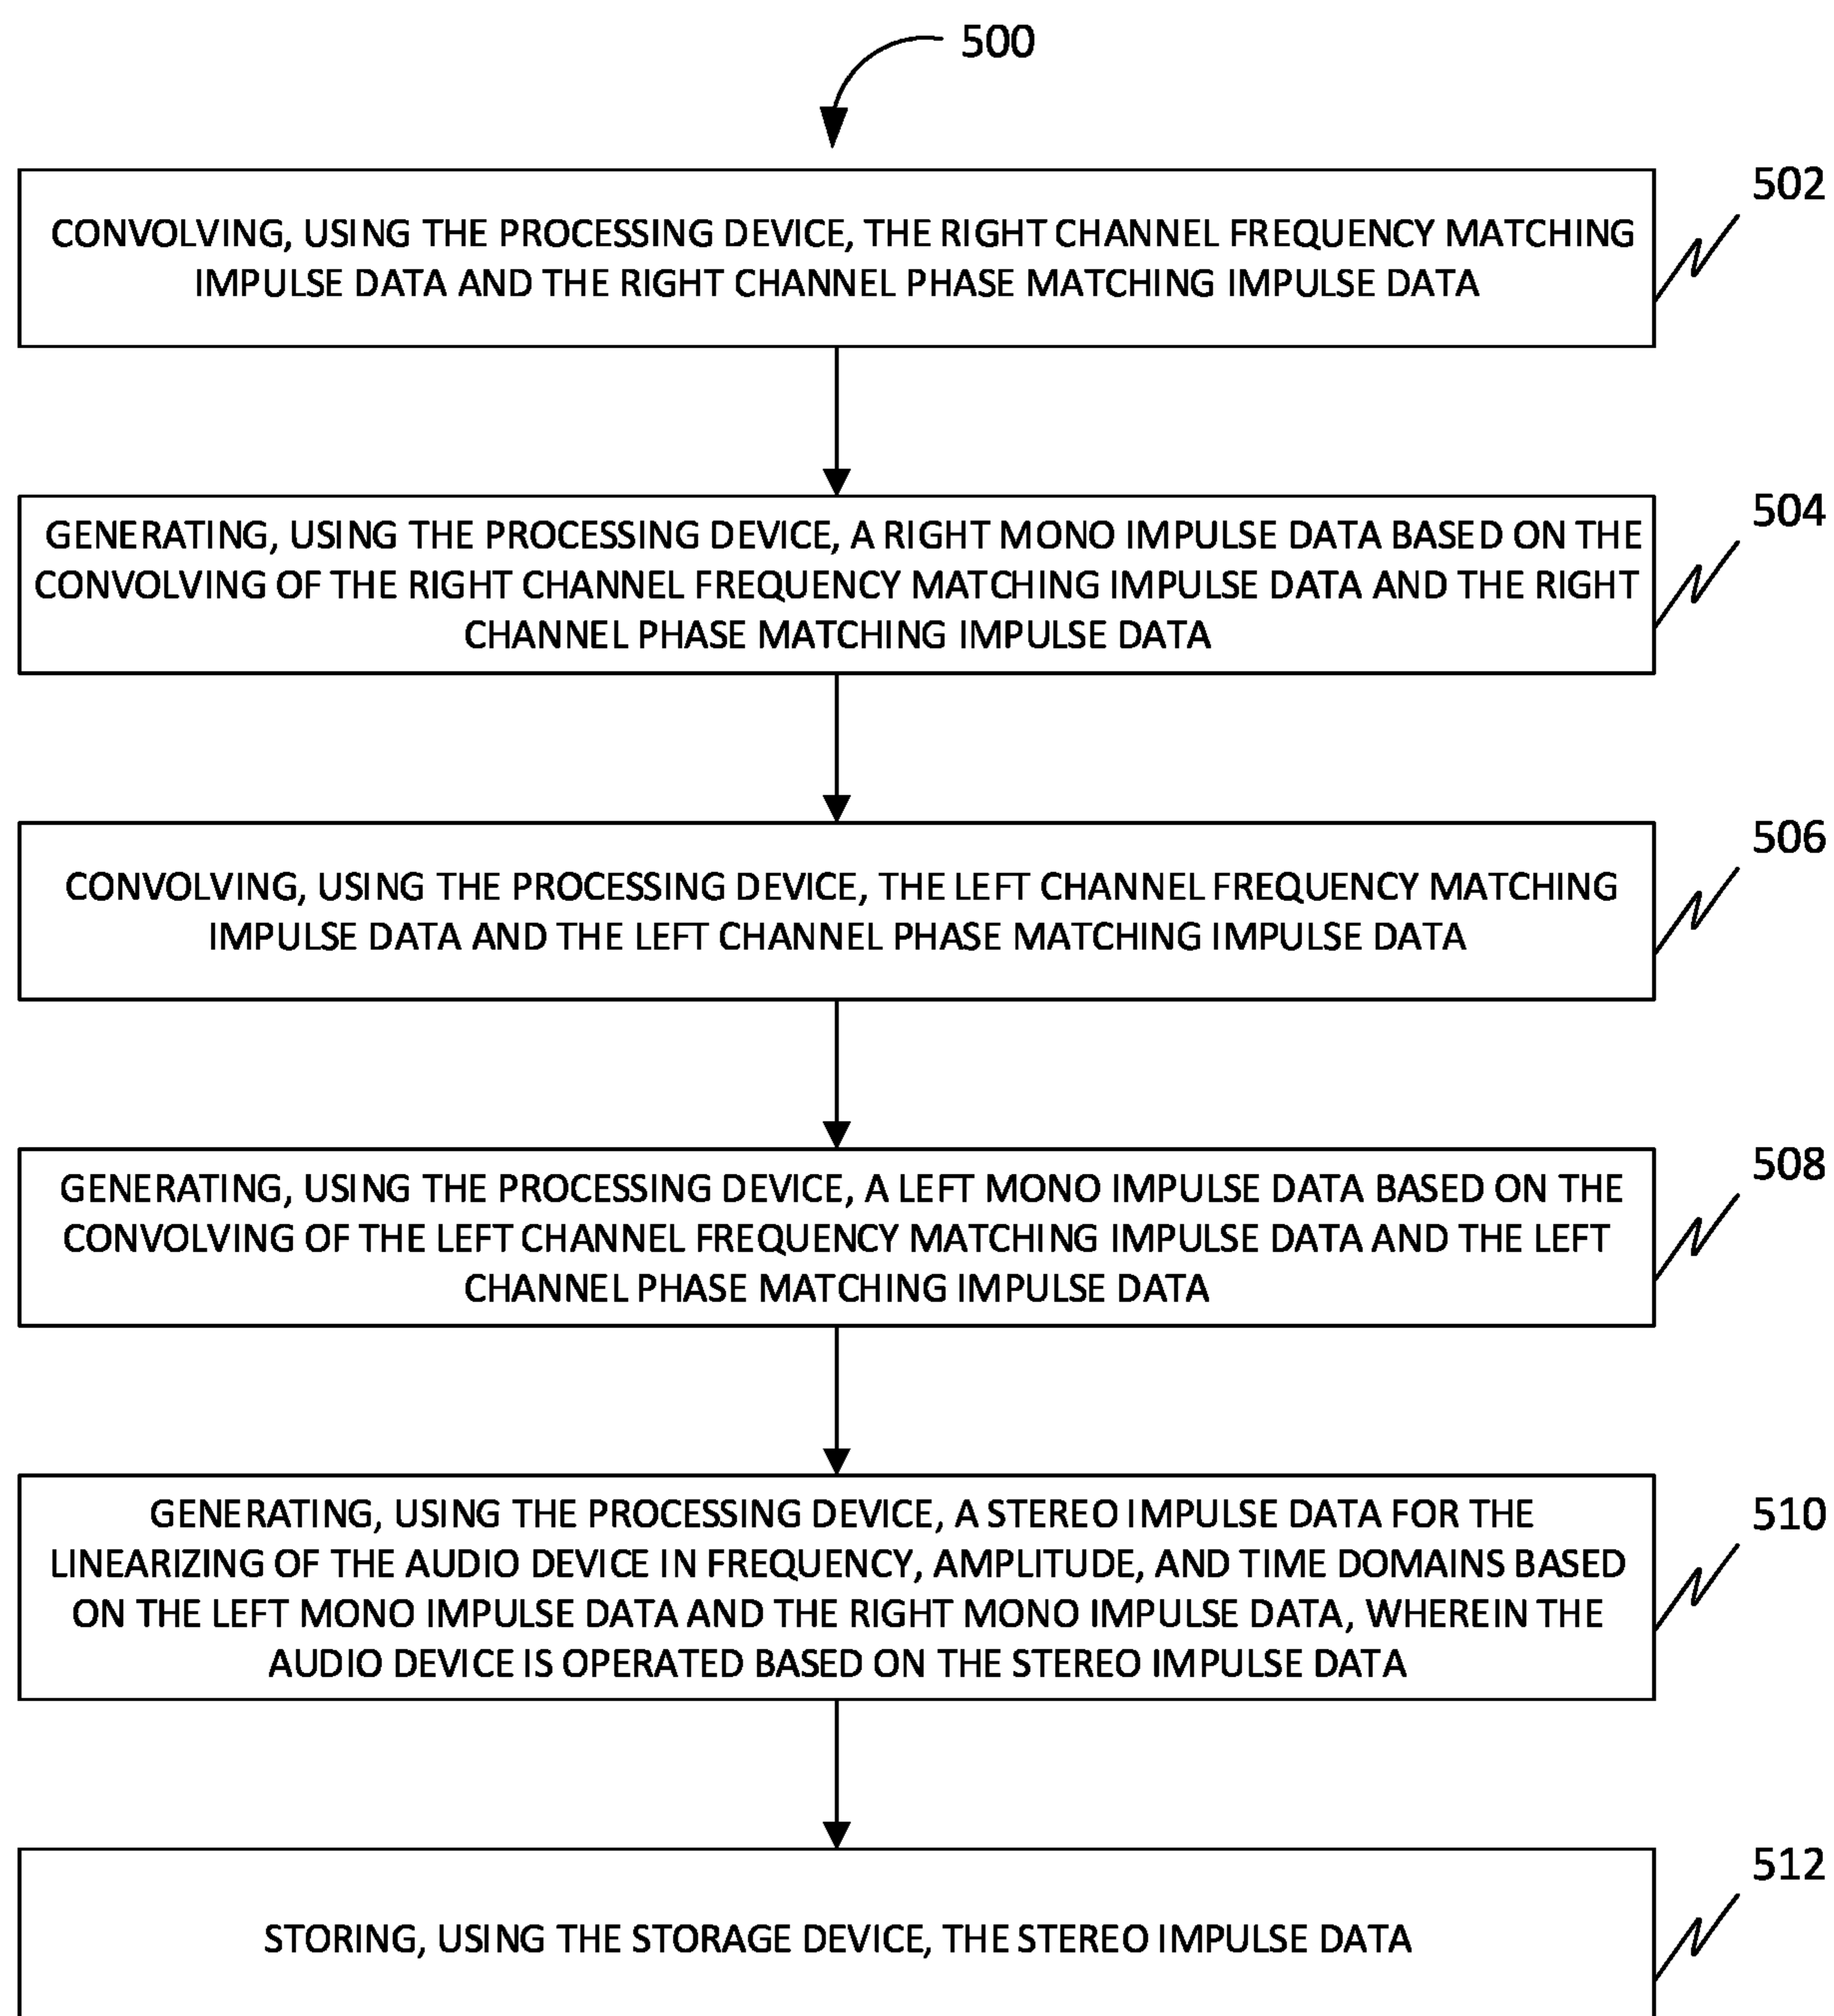 500
502
CONVOLVING, USING THE PROCESSING DEVICE, THE RIGHT CHANNEL FREQUENCY MATCHING
IMPULSE DATA AND THE RIGHT CHANNEL PHASE MATCHING IMPULSE DATA
504
GENERATING, USING THE PROCESSING DEVICE, A RIGHT MONO IMPULSE DATA BASED ON THE
CONVOLVING OF THE RIGHT CHANNEL FREQUENCY MATCHING IMPULSE DATA AND THE RIGHT
CHANNEL PHASE MATCHING IMPULSE DATA
506
CONVOLVING, USING THE PROCESSING DEVICE, THE LEFT CHANNEL FREQUENCY MATCHING
IMPULSE DATA AND THE LEFT CHANNEL PHASE MATCHING IMPULSE DATA
508
GENERATING, USING THE PROCESSING DEVICE, A LEFT MONO IMPULSE DATA BASED ON THE
CONVOLVING OF THE LEFT CHANNEL FREQUENCY MATCHING IMPULSE DATA AND THE LEFT
CHANNEL PHASE MATCHING IMPULSE DATA
510
GENERATING, USING THE PROCESSING DEVICE, A STEREO IMPULSE DATA FOR THE
LINEARIZING OF THE AUDIO DEVICE IN FREQUENCY, AMPLITUDE, AND TIME DOMAINS BASED
ON THE LEFT MONO IMPULSE DATA AND THE RIGHT MONO IMPULSE DATA, WHEREIN THE
AUDIO DEVICE IS OPERATED BASED ON THE STEREO IMPULSE DATA
512
STORING, USING THE STORAGE DEVICE, THE STEREO IMPULSE DATA